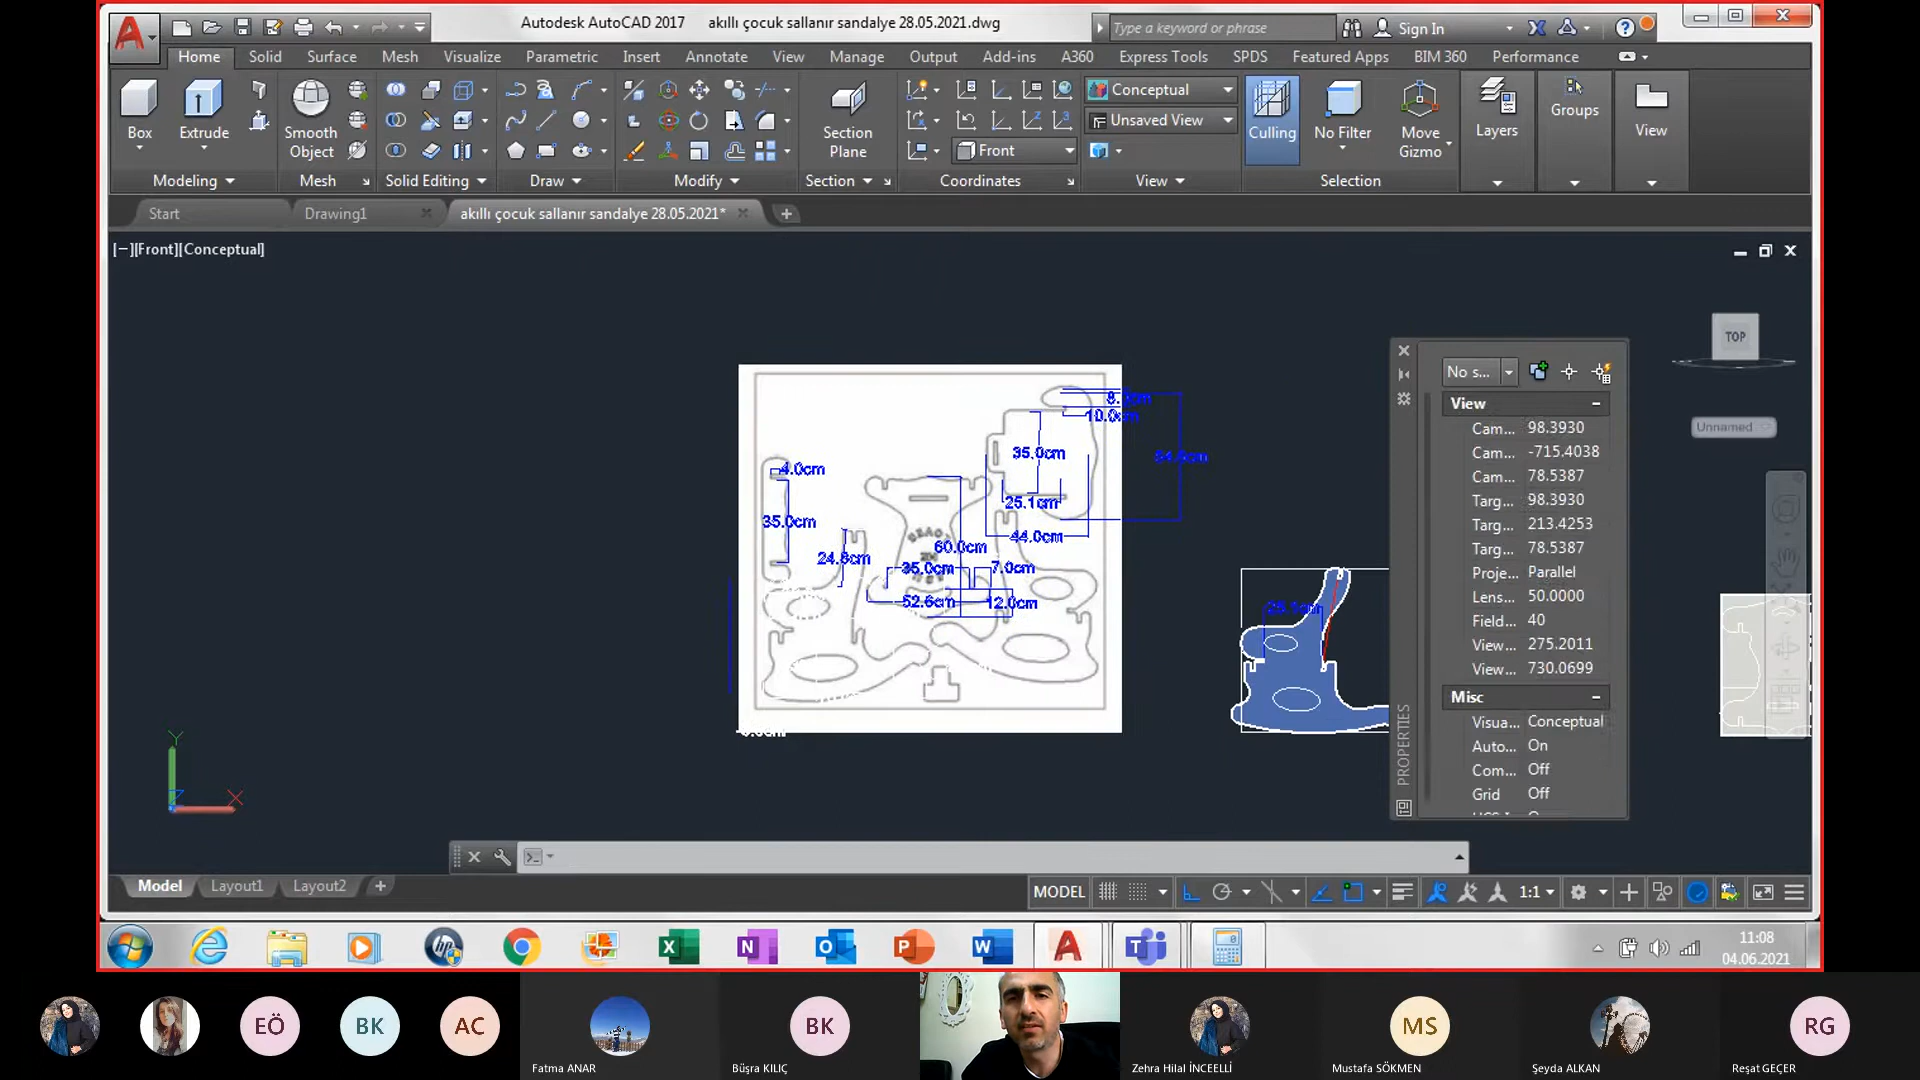 Autodesk AutoCAD 2017 akıllı çocuk sallanır sandalye 28.05.2021.dwg
Type a keyword or phrase
Sign In
Home Solid Surface Mesh Visualize Parametric Insert Annotate View Manage Output Add-ins A360 Express Tools SPDS Featured Apps BIM 360 Performance
Box
Extrude
Smooth Object
Section Plane
Front
Conceptual
Unsaved View
Culling
No Filter
Move Gizmo
Layers
Groups
View
Modeling
Mesh
Solid Editing
Draw
Modify
Section
Coordinates
View
Selection
Start
Drawing1
akıllı çocuk sallanır sandalye 28.05.2021*
[−][Front][Conceptual]
TOP
Unnamed
10.0cm
35.0cm
4.0cm
25.1cm
35.0cm
44.0cm
60.0cm
24.8cm
35.0cm
7.0cm
52.6cm
12.0cm
No s...
View
Cam... 98.3930
Cam... -715.4038
Cam... 78.5387
Targ... 98.3930
Targ... 213.4253
Targ... 78.5387
Proje... Parallel
Lens... 50.0000
Field... 40
View... 275.2011
View... 730.0699
Misc
Visua... Conceptual
Auto... On
Com... Off
Grid Off
PROPERTIES
X
Y
Z
Model
Layout1
Layout2
MODEL
1:1
11:08
04.06.2021
EÖ
BK
AC
Fatma ANAR
BK
Büşra KILIÇ
Zehra Hilal İNCEELLİ
MS
Mustafa SÖKMEN
Şeyda ALKAN
RG
Reşat GEÇER